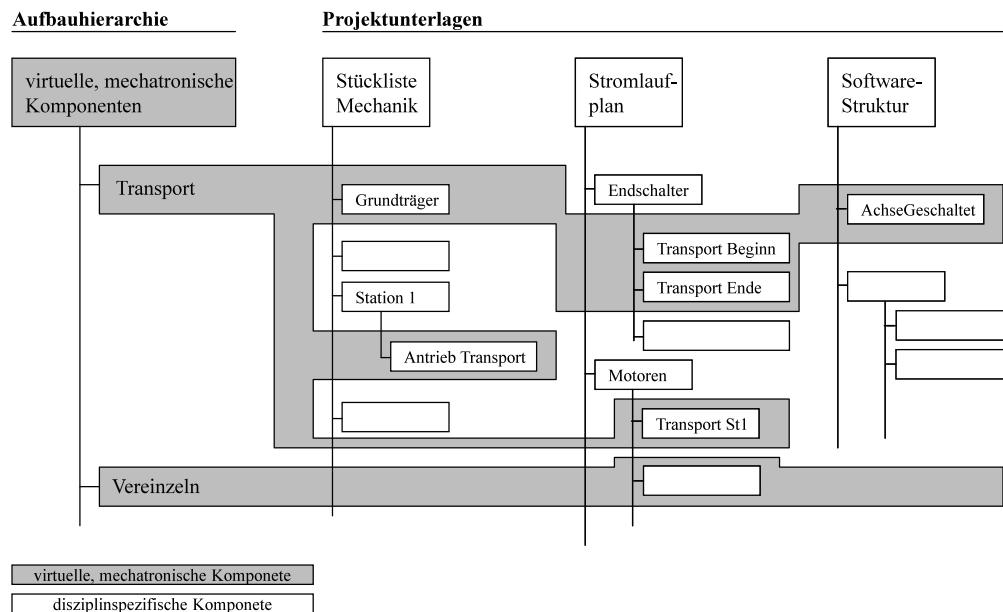 Aufbauhierarchie
Projektunterlagen
virtuelle, mechatronische
Komponenten
Stückliste
Mechanik
Stromlauf-
plan
Software-
Struktur
Transport
Grundträger
Endschalter
AchseGeschaltet
Transport Beginn
Station 1
Transport Ende
Antrieb Transport
Motoren
Transport St1
Vereinzeln
virtuelle, mechatronische Komponete
disziplinspezifische Komponete